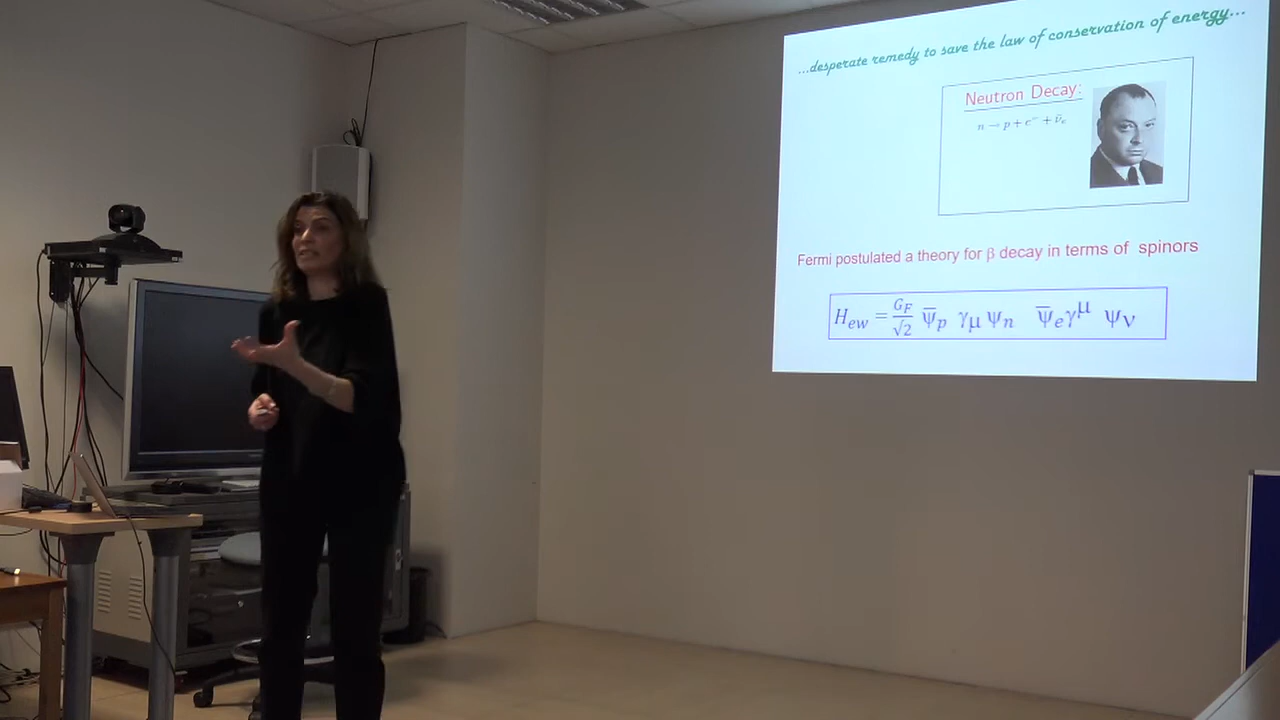 ...desperate remedy to save the law of conservation of energy...
Neutron Decay:
n → p + e⁻ + ν̄ₑ
Fermi postulated a theory for β decay in terms of spinors
H_ew = G_F/√2 ψ̄_p γ_μ ψ_n ψ̄_e γ^μ ψ_ν